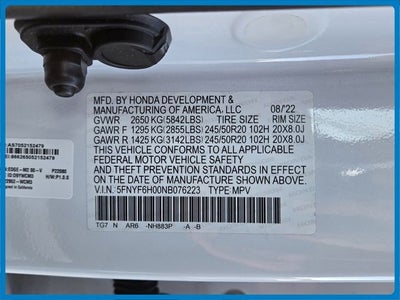 MFD. BY HONDA DEVELOPMENT &
MANUFACTURING OF AMERICA, LLC 08/'22
GVWR 2650 KG(5842LBS) TIRE SIZE RIM SIZE
GAWR F 1295 KG(2855LBS) 245/50R20 102H 20X8.0J
GAWR R 1425 KG(3142LBS) 245/50R20 102H 20X8.0J
THIS VEHICLE CONFORMS TO ALL APPLICABLE
FEDERAL MOTOR VEHICLE SAFETY AND
THEFT PREVENTION STANDARDS IN EFFECT ON
THE DATE OF MANUFACTURE SHOWN ABOVE.
V.I.N. 5FNYF6H00NB076223 TYPE: MPV
TG7 N AR6 -NH883P -A -B